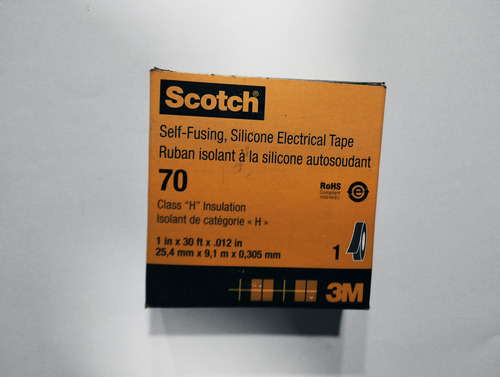 Scotch®
Self-Fusing, Silicone Electrical Tape
Ruban isolant à la silicone autosoudant
70
RoHS
Compliant
Class "H" Insulation
Isolant de catégorie « H »
1 in x 30 ft x .012 in
25,4 mm x 9,1 m x 0,305 mm
1
3M